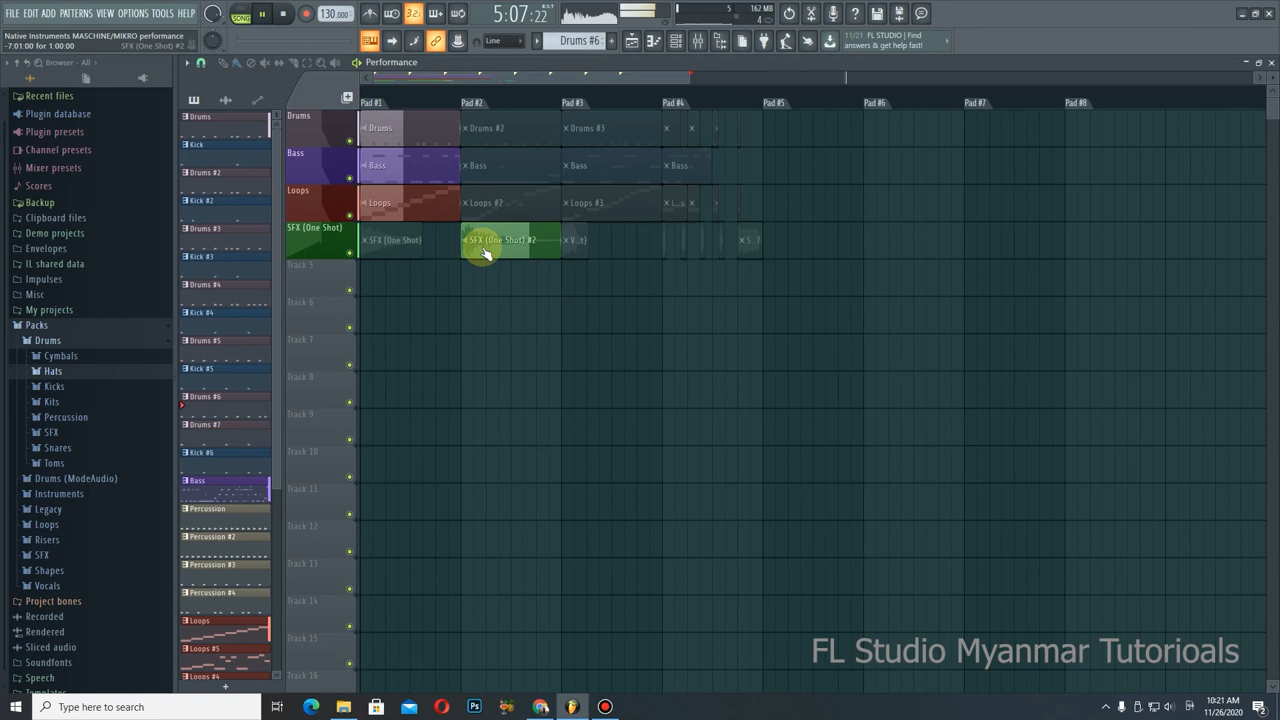 FILE EDIT ADD PATTERNS VIEW OPTIONS TOOLS HELP
SONG
130.000
3 2
5:07:22
5
162 MB
2
Native Instruments MASCHINE/MIKRO performance
-7:01:00 for 1:00:00
SFX (One Shot) #2
Line
Drums #6
11/26 FL STUDIO |
Find answers & get help!
Browser - All
Performance
Recent files
Plugin database
Plugin presets
Channel presets
Mixer presets
Scores
Backup
Clipboard files
Demo projects
Envelopes
IL shared data
Impulses
Misc
My projects
Packs
Drums
Cymbals
Hats
Kicks
Kits
Percussion
SFX
Snares
Toms
Drums (ModeAudio)
Instruments
Legacy
Loops
Risers
SFX
Shapes
Vocals
Project bones
Recorded
Rendered
Sliced audio
Soundfonts
Speech
Templates
Drums
Kick
Drums #2
Kick #2
Drums #3
Kick #3
Drums #4
Kick #4
Drums #5
Kick #5
Drums #6
Drums #7
Kick #6
Bass
Percussion
Percussion #2
Percussion #3
Percussion #4
Loops
Loops #5
Loops #4
Pad #1
Pad #2
Pad #3
Pad #4
Pad #5
Pad #6
Pad #7
Pad #8
Drums
Drums
Drums #2
Drums #3
Bass
Bass
Bass
Bass
Bass
Loops
Loops
Loops #2
Loops #3
L...
SFX (One Shot)
SFX (One Shot)
SFX (One Shot) #2
V...t)
S...7
Track 5
Track 6
Track 7
Track 8
Track 9
Track 10
Track 11
Track 12
Track 13
Track 14
Track 15
Track 16
FL Studio Myanmar Tutorioals
Type here to search
Ps
10:21 AM
11/26/2020